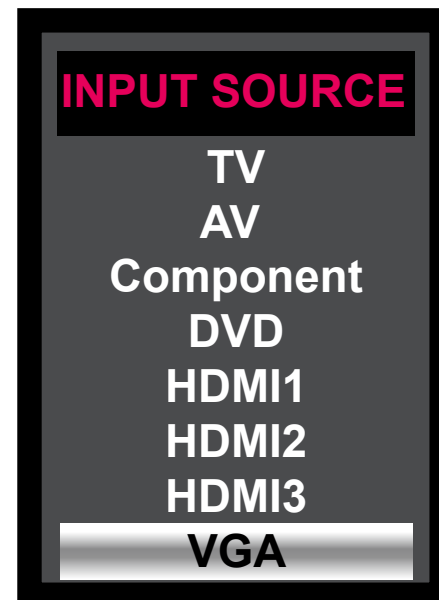 INPUT SOURCE
TV
AV
Component
DVD
HDMI1
HDMI2
HDMI3
VGA